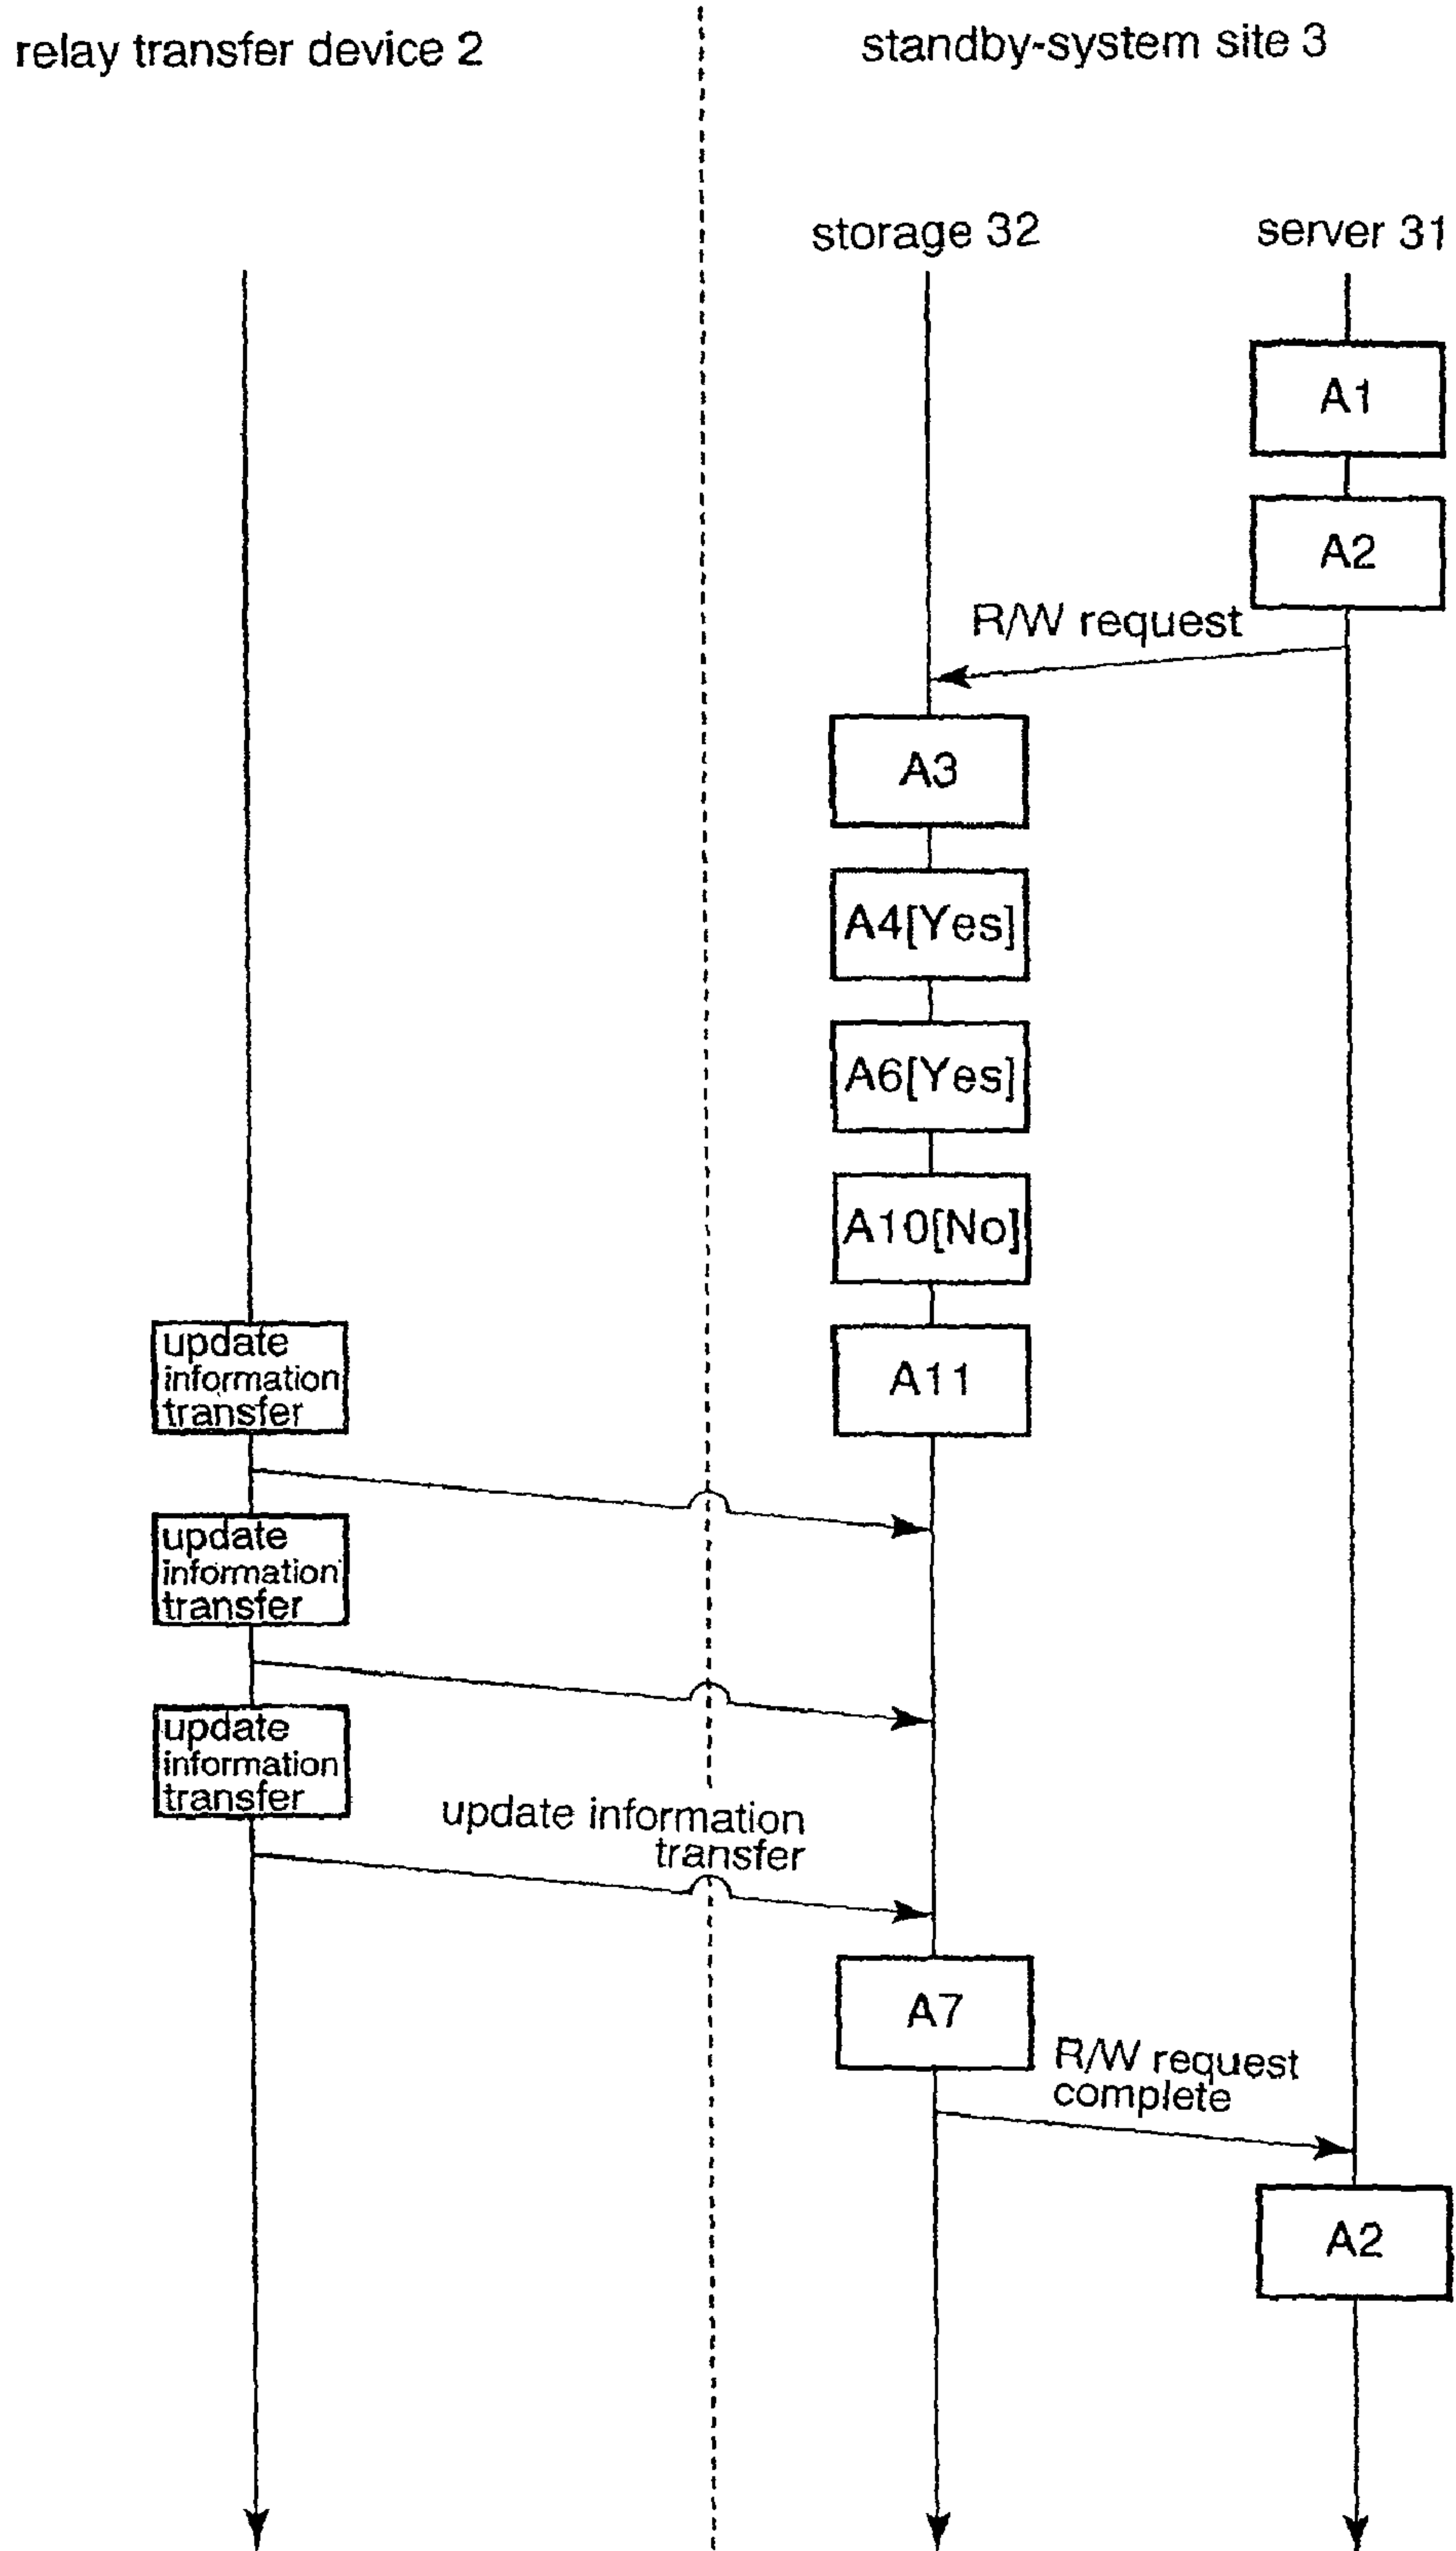 relay transfer device 2
standby-system site 3
storage 32
server 31
A1
A2
R/W request
A3
A4[Yes]
A6[Yes]
A10[No]
A11
update
information
transfer
update
information
transfer
update
information
transfer
update information
transfer
A7
R/W request
complete
A2